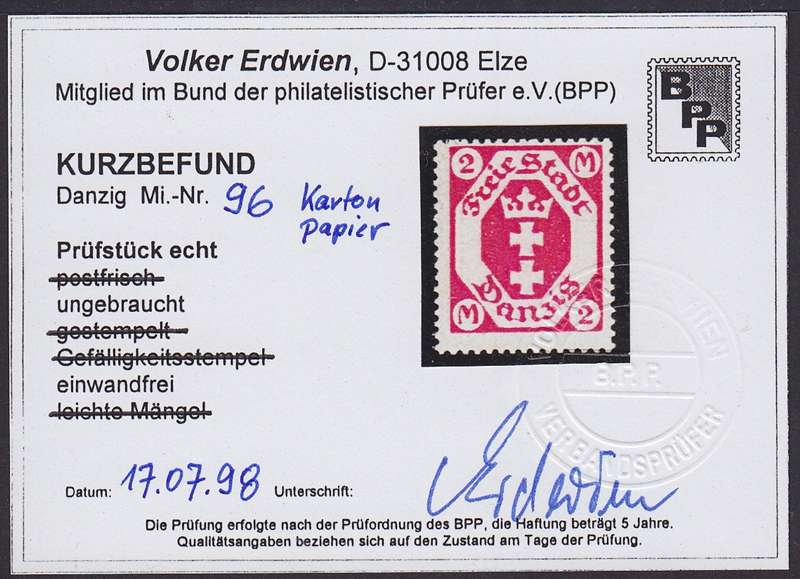 Volker Erdwien, D-31008 Elze
Mitglied im Bund der philatelistischer Prüfer e.V.(BPP)
BPP
KURZBEFUND
Danzig Mi.-Nr. 96 Karton
papier
2 M
Freie Stadt
Danzig
M 2
Prüfstück echt
postfrisch
ungebraucht
gestempelt
Gefälligkeitsstempel
einwandfrei
leichte Mängel
B.P.P.
VERBANDSPRÜFER
Datum: 17.07.98 Unterschrift: Erdwien
Die Prüfung erfolgte nach der Prüfordnung des BPP, die Haftung beträgt 5 Jahre.
Qualitätsangaben beziehen sich auf den Zustand am Tage der Prüfung.